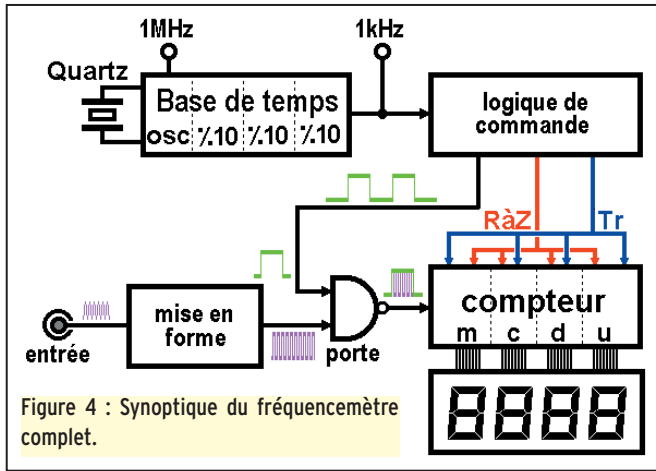 1MHz
1kHz
Quartz
Base de temps
osc ٪10 ٪10 ٪10
logique de
commande
RàZ
Tr
entrée
mise en
forme
porte
compteur
m c d u
8888
Figure 4 : Synoptique du fréquencemètre
complet.